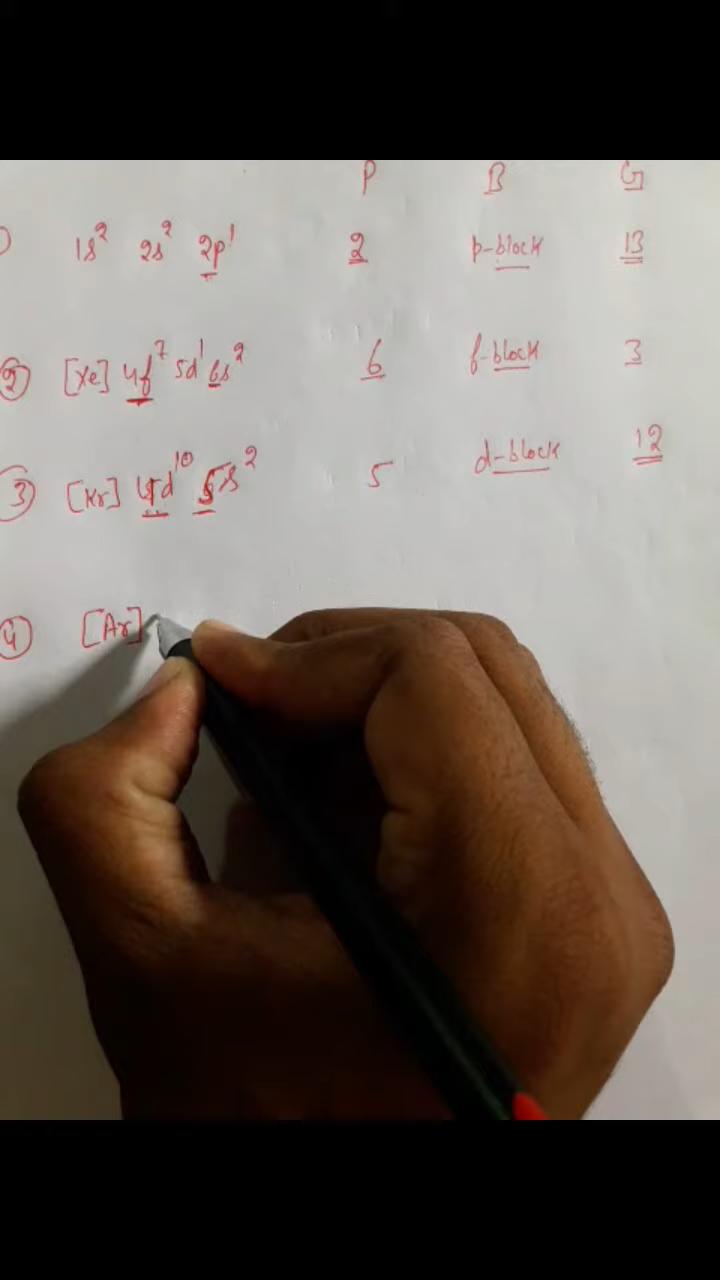 P B G
) 1s² 2s² 2p¹ 2 p-block 13
② [Xe] 4f⁷ 5d¹ 6s² 6 f-block 3
③ [Kr] 4d¹⁰ 5s² 5 d-block 12
④ [Ar]